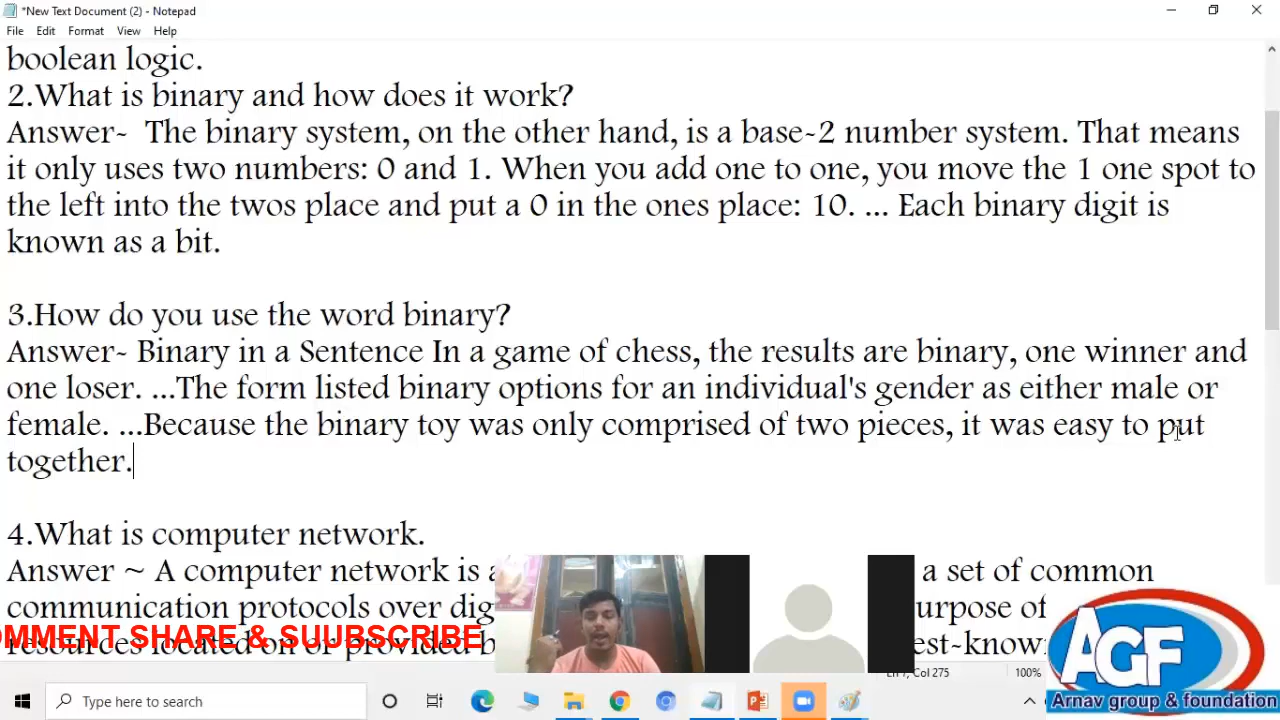 *New Text Document (2) - Notepad
File Edit Format View Help
boolean logic.
2.What is binary and how does it work?
Answer- The binary system, on the other hand, is a base-2 number system. That means
it only uses two numbers: 0 and 1. When you add one to one, you move the 1 one spot to
the left into the twos place and put a 0 in the ones place: 10. ... Each binary digit is
known as a bit.
3.How do you use the word binary?
Answer- Binary in a Sentence In a game of chess, the results are binary, one winner and
one loser. ...The form listed binary options for an individual's gender as either male or
female. ...Because the binary toy was only comprised of two pieces, it was easy to put
together.
4.What is computer network.
Answer ~ A computer network is a set of common
communication protocols over
OMMENT SHARE & SUUBSCRIBE
resources located on or provided
Col 275 100%
AGF
Arnav group & foundation
Type here to search